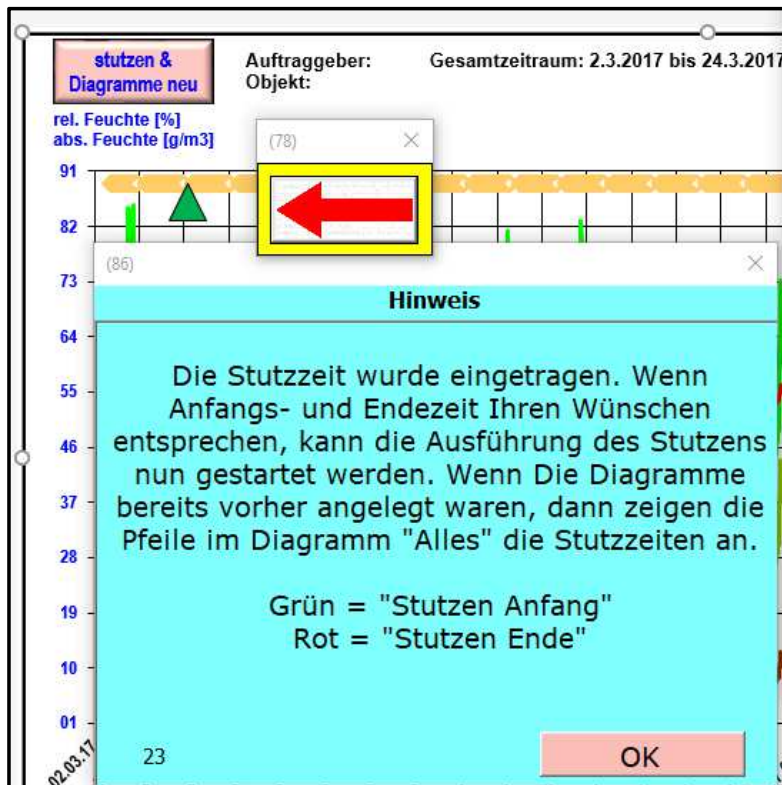 stutzen &
Diagramme neu
Auftraggeber:
Objekt:
Gesamtzeitraum: 2.3.2017 bis 24.3.2017
rel. Feuchte [%]
abs. Feuchte [g/m3]
(78)
91
82
73
64
55
46
37
28
19
10
01
02.03.17
(86)
Hinweis
Die Stutzzeit wurde eingetragen. Wenn
Anfangs- und Endezeit Ihren Wünschen
entsprechen, kann die Ausführung des Stutzens
nun gestartet werden. Wenn Die Diagramme
bereits vorher angelegt waren, dann zeigen die
Pfeile im Diagramm "Alles" die Stutzzeiten an.
Grün = "Stutzen Anfang"
Rot = "Stutzen Ende"
23
OK